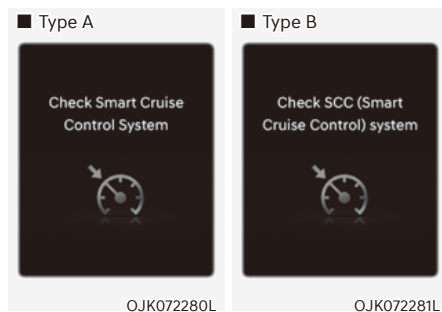 ■ Type A
Check Smart Cruise
Control System
OJK072280L
■ Type B
Check SCC (Smart
Cruise Control) system
OJK072281L